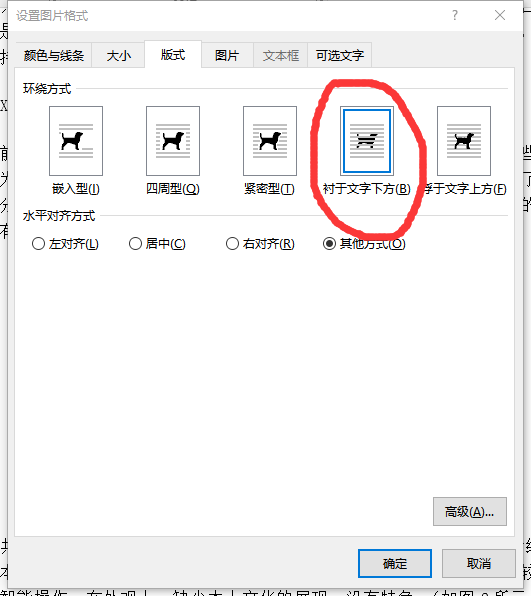 设置图片格式
?
颜色与线条 大小 版式 图片 文本框 可选文字
环绕方式
嵌入型(I) 四周型(Q) 紧密型(T) 衬于文字下方(B) 浮于文字上方(F)
水平对齐方式
左对齐(L) 居中(C) 右对齐(R) 其他方式(O)
高级(A)...
确定 取消